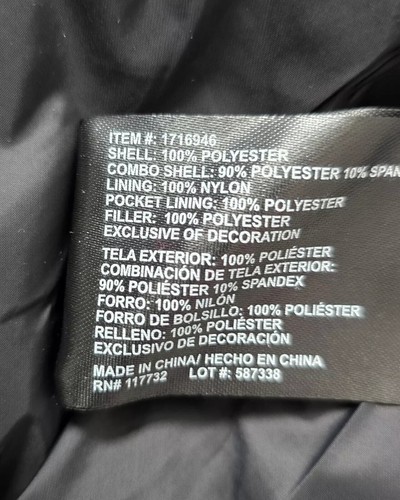 ITEM #: 1716946
SHELL: 100% POLYESTER
COMBO SHELL: 90% POLYESTER 10% SPAN
LINING: 100% NYLON
POCKET LINING: 100% POLYESTER
FILLER: 100% POLYESTER
EXCLUSIVE OF DECORATION
TELA EXTERIOR: 100% POLIÉSTER
COMBINACIÓN DE TELA EXTERIOR:
90% POLIÉSTER 10% SPANDEX
FORRO: 100% NILÓN
FORRO DE BOLSILLO: 100% POLIÉSTER
RELLENO: 100% POLIÉSTER
EXCLUSIVO DE DECORACIÓN
MADE IN CHINA/ HECHO EN CHINA
RN# 117732 LOT #: 587338